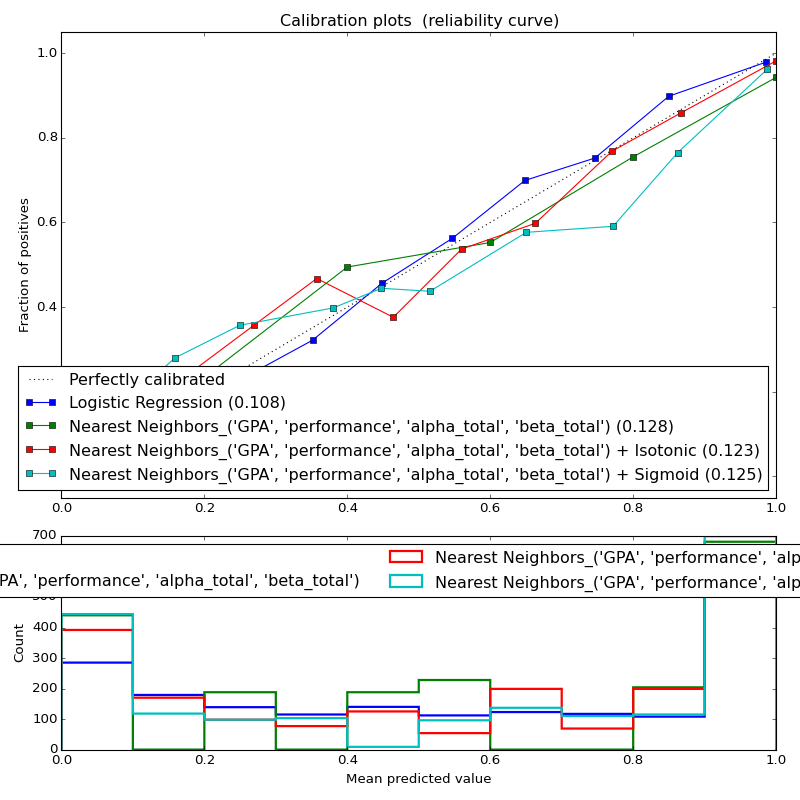 Calibration plots  (reliability curve)
1.0
0.8
0.6
0.4
Fraction of positives
Perfectly calibrated
Logistic Regression (0.108)
Nearest Neighbors_('GPA', 'performance', 'alpha_total', 'beta_total') (0.128)
Nearest Neighbors_('GPA', 'performance', 'alpha_total', 'beta_total') + Isotonic (0.123)
Nearest Neighbors_('GPA', 'performance', 'alpha_total', 'beta_total') + Sigmoid (0.125)
0.0 0.2 0.4 0.6 0.8 1.0
700
Nearest Neighbors_('GPA', 'performance', 'alp
PA', 'performance', 'alpha_total', 'beta_total')
Nearest Neighbors_('GPA', 'performance', 'alp
400
300
200
100
0
Count
0.0 0.2 0.4 0.6 0.8 1.0
Mean predicted value